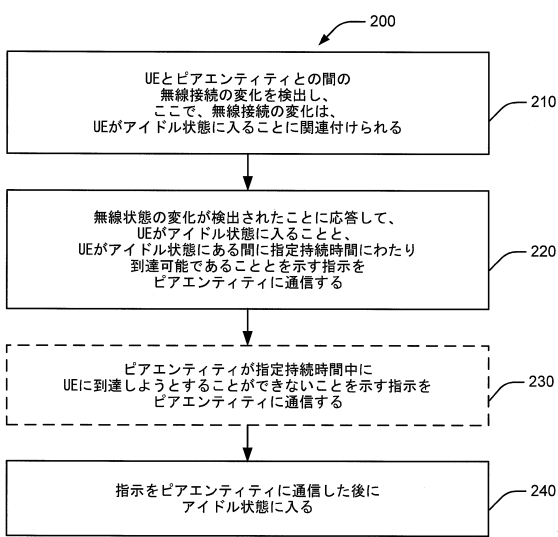 200
UEとピアエンティティとの間の
無線接続の変化を検出し、
ここで、無線接続の変化は、
UEがアイドル状態に入ることに関連付けられる
210
無線状態の変化が検出されたことに応答して、
UEがアイドル状態に入ることと、
UEがアイドル状態にある間に指定持続時間にわたり
到達可能であることとを示す指示を
ピアエンティティに通信する
220
ピアエンティティが指定持続時間中に
UEに到達しようとすることができないことを示す指示を
ピアエンティティに通信する
230
指示をピアエンティティに通信した後に
アイドル状態に入る
240